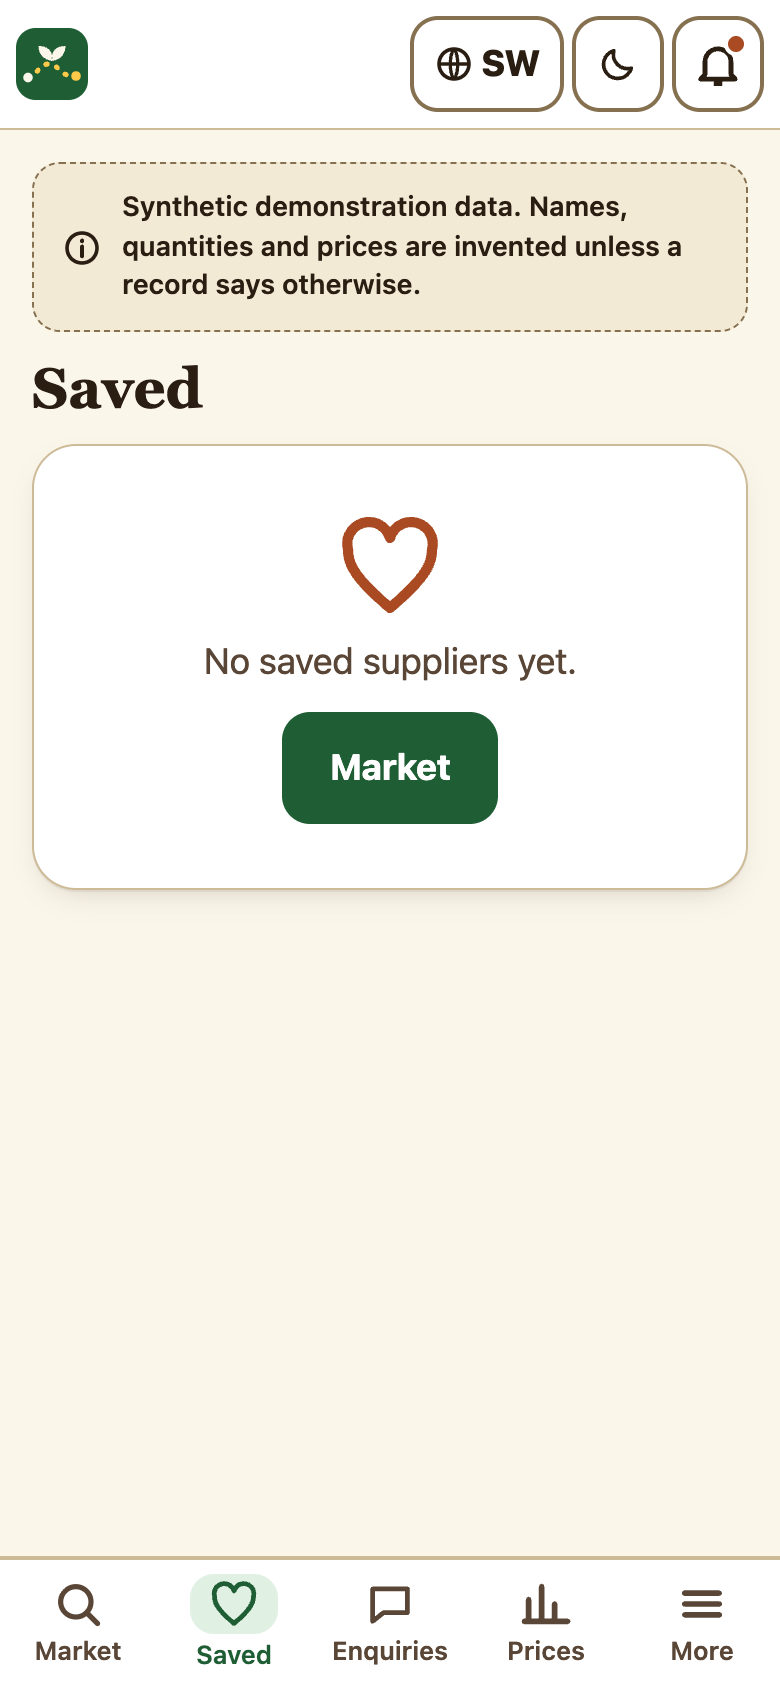 SW
Synthetic demonstration data. Names,
quantities and prices are invented unless a
record says otherwise.
Saved
No saved suppliers yet.
Market
Market
Saved
Enquiries
Prices
More